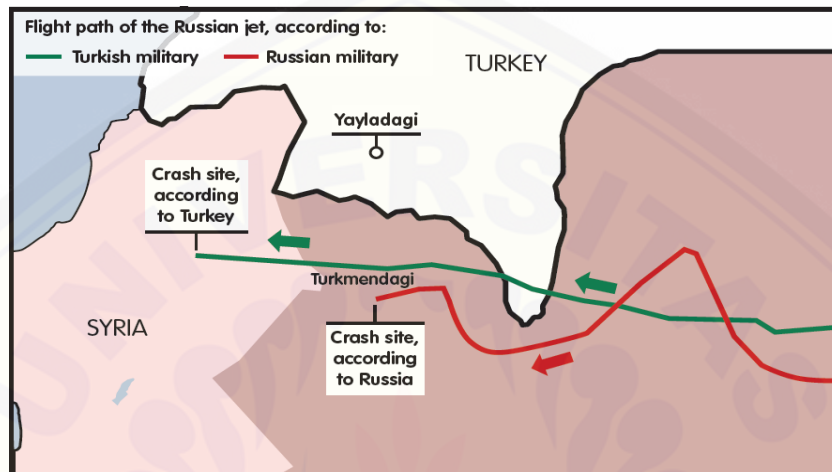 Flight path of the Russian jet, according to:
Turkish military
Russian military
TURKEY
Yayladagi
Crash site,
according
to Turkey
Turkmendagi
SYRIA
Crash site,
according
to Russia
UNIVERSITAS